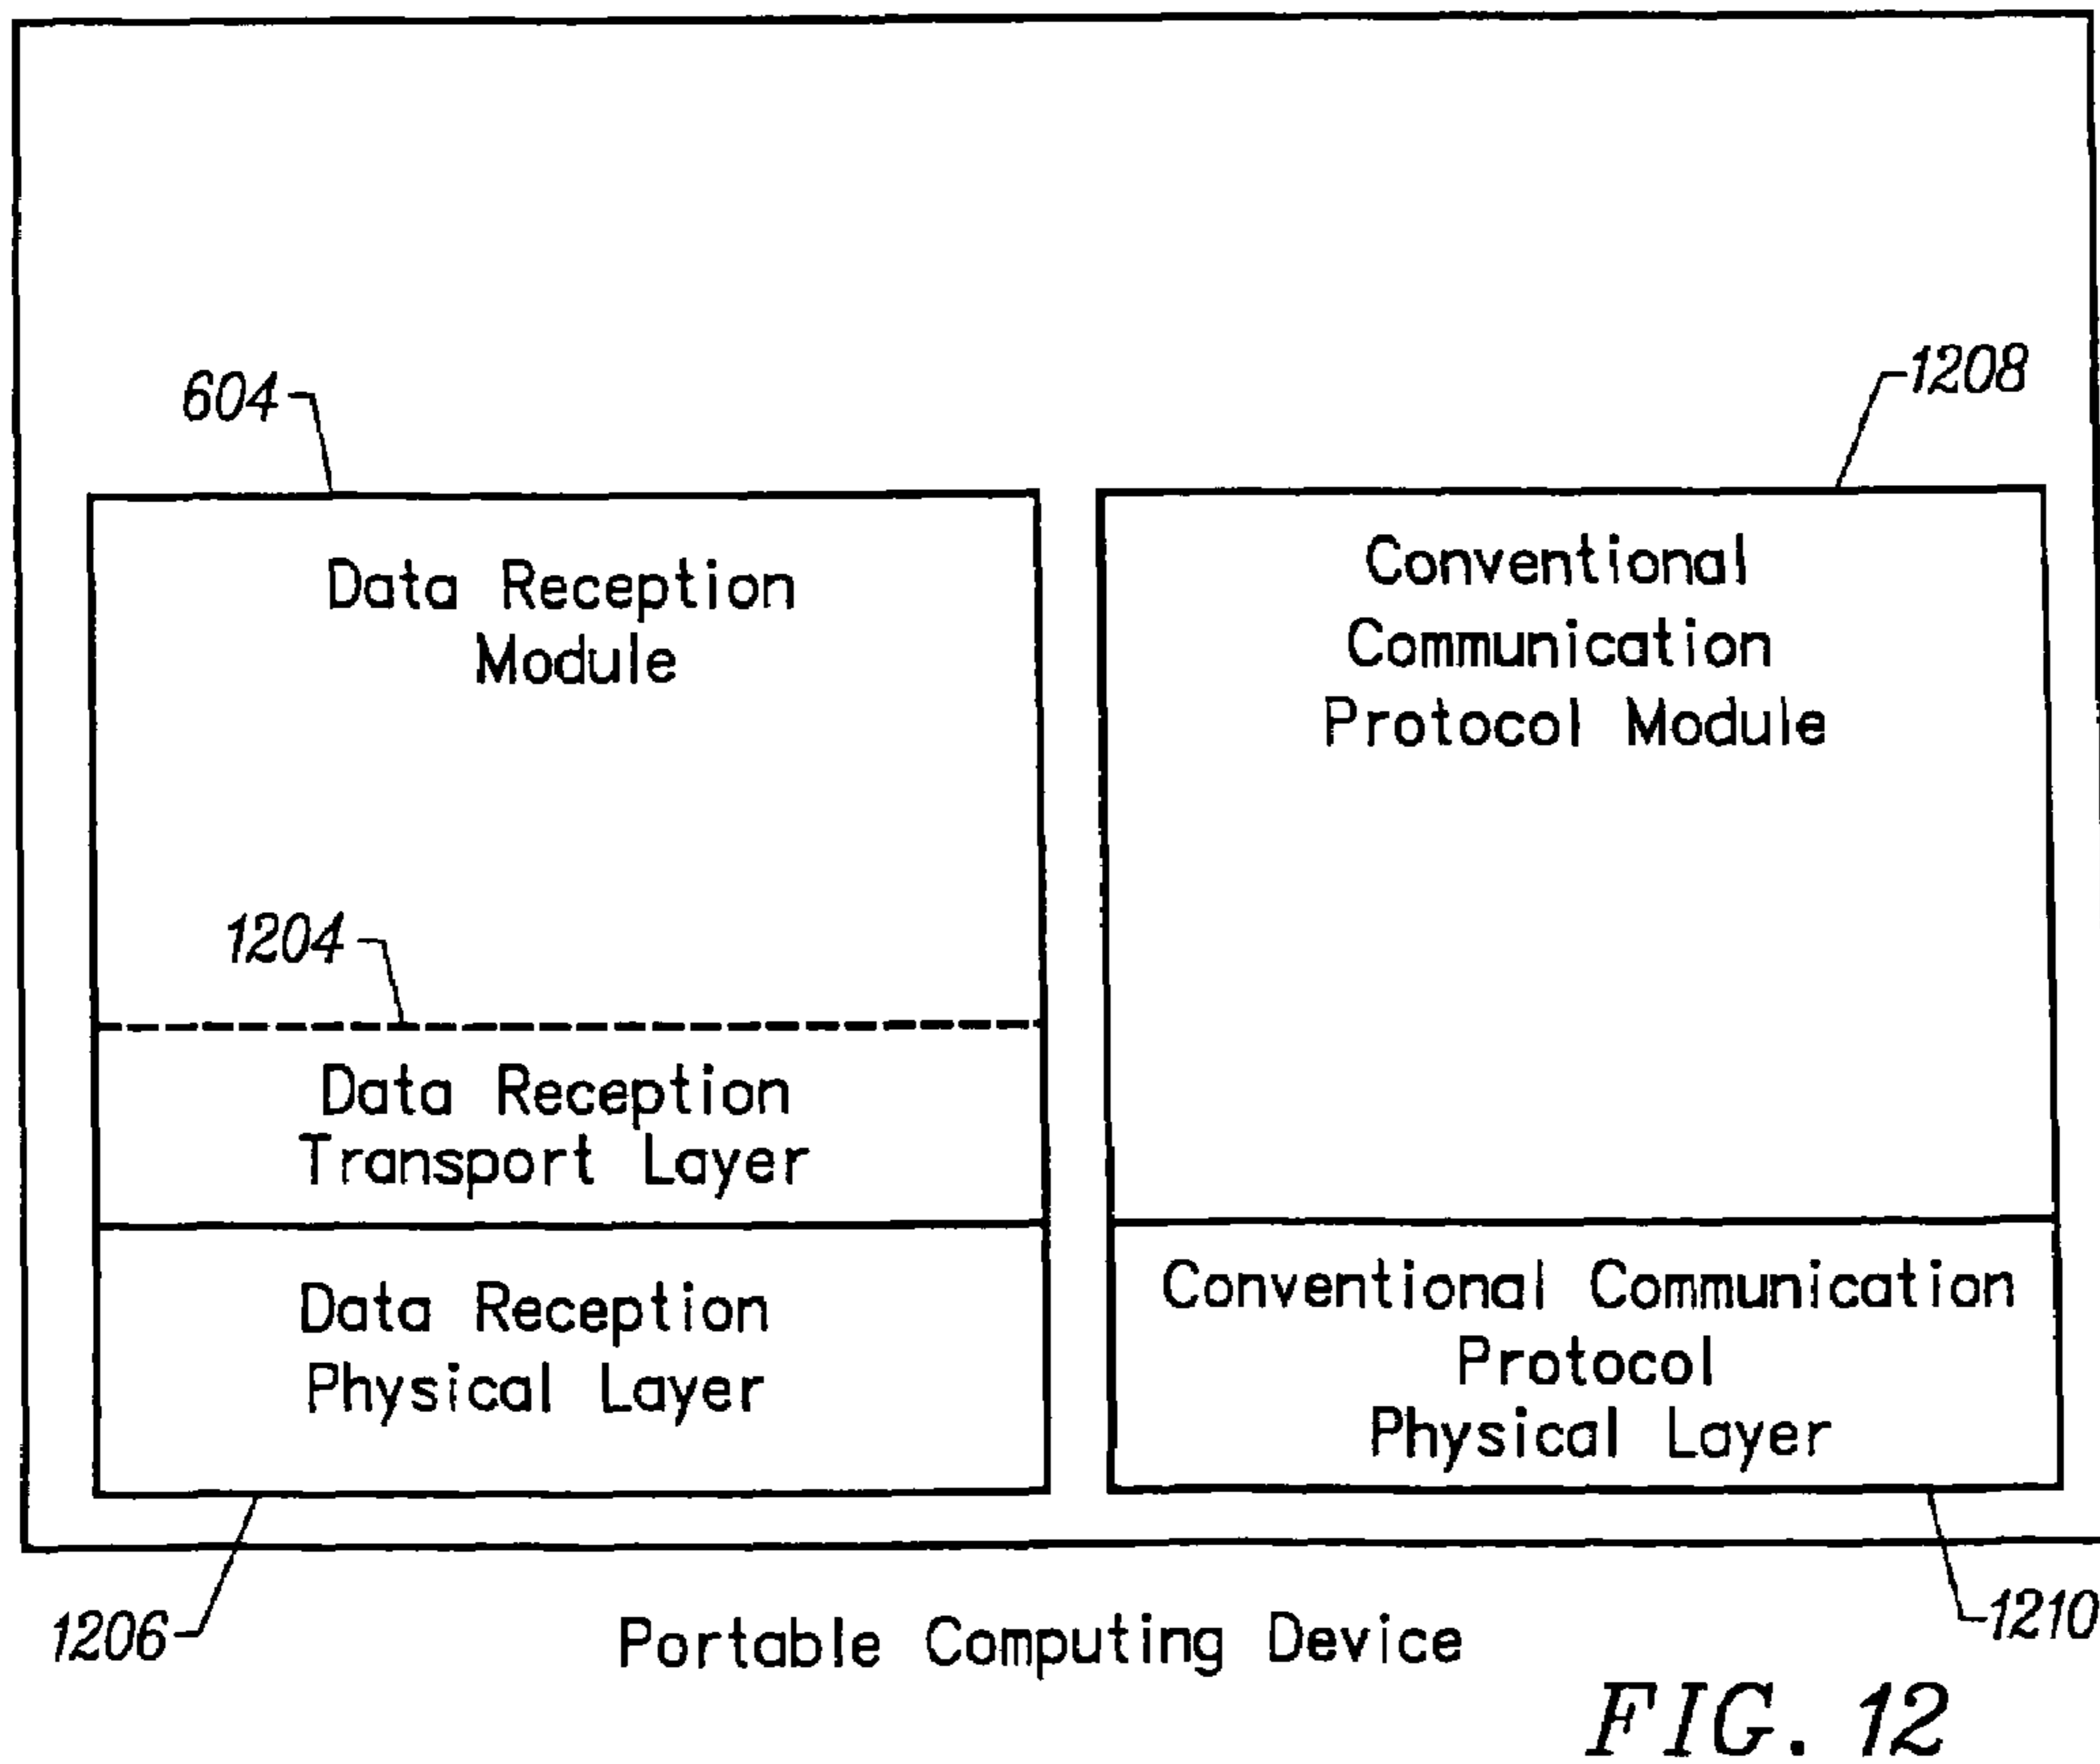 604
1208
Data Reception
Module
Conventional
Communication
Protocol Module
1204
Data Reception
Transport Layer
Data Reception
Physical Layer
Conventional Communication
Protocol
Physical Layer
1206
1210
Portable Computing Device
FIG. 12